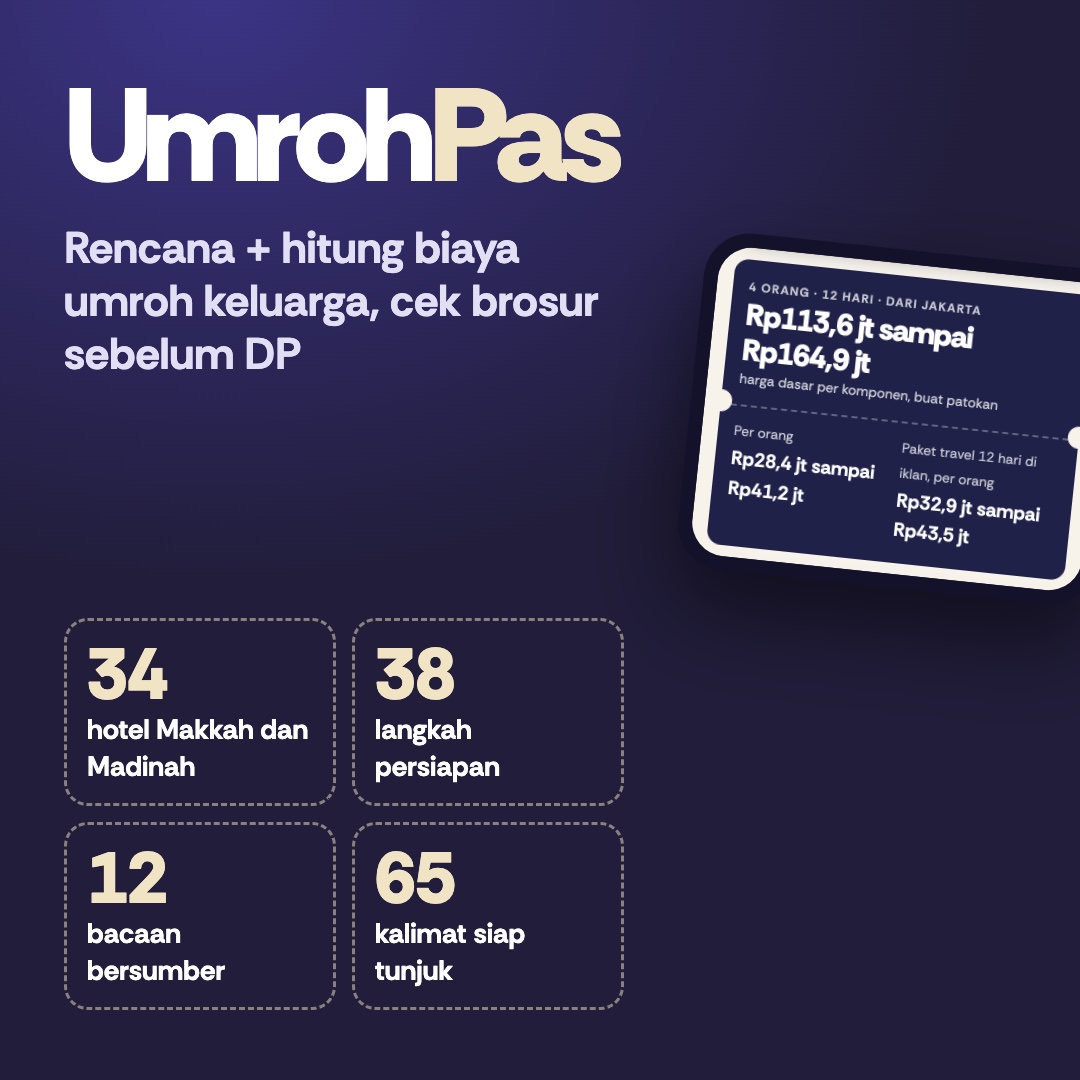 UmrohPas
Rencana + hitung biaya
umroh keluarga, cek brosur
sebelum DP
4 ORANG · 12 HARI · DARI JAKARTA
Rp113,6 jt sampai
Rp164,9 jt
harga dasar per komponen, buat patokan
Per orang
Rp28,4 jt sampai
Rp41,2 jt
Paket travel 12 hari di
iklan, per orang
Rp32,9 jt sampai
Rp43,5 jt
34
hotel Makkah dan
Madinah
38
langkah
persiapan
12
bacaan
bersumber
65
kalimat siap
tunjuk